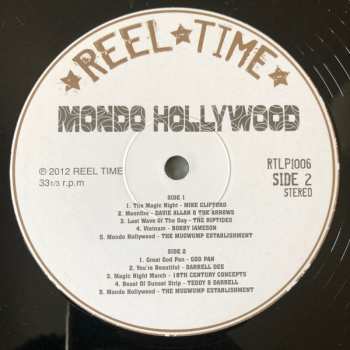 REEL★TIME
MONDO HOLLYWOOD
℗ 2012 REEL TIME
33 1/3 r.p.m
RTLP1006
SIDE 2
STEREO
SIDE 1
1. The Magic Night - MIKE CLIFFORD
2. Moonfire - DAVIE ALLAN & THE ARROWS
3. Last Wave Of The Day - THE RIPTIDES
4. Vietnam - BOBBY JAMESON
5. Mondo Hollywood - THE MUGWUMP ESTABLISHMENT
SIDE 2
1. Great God Pan - GOD PAN
2. You're Beautiful - DARRELL DEE
3. Magic Night March - 18TH CENTURY CONCEPTS
4. Beast Of Sunset Strip - TEDDY & DARRELL
5. Mondo Hollywood - THE MUGWUMP ESTABLISHMENT